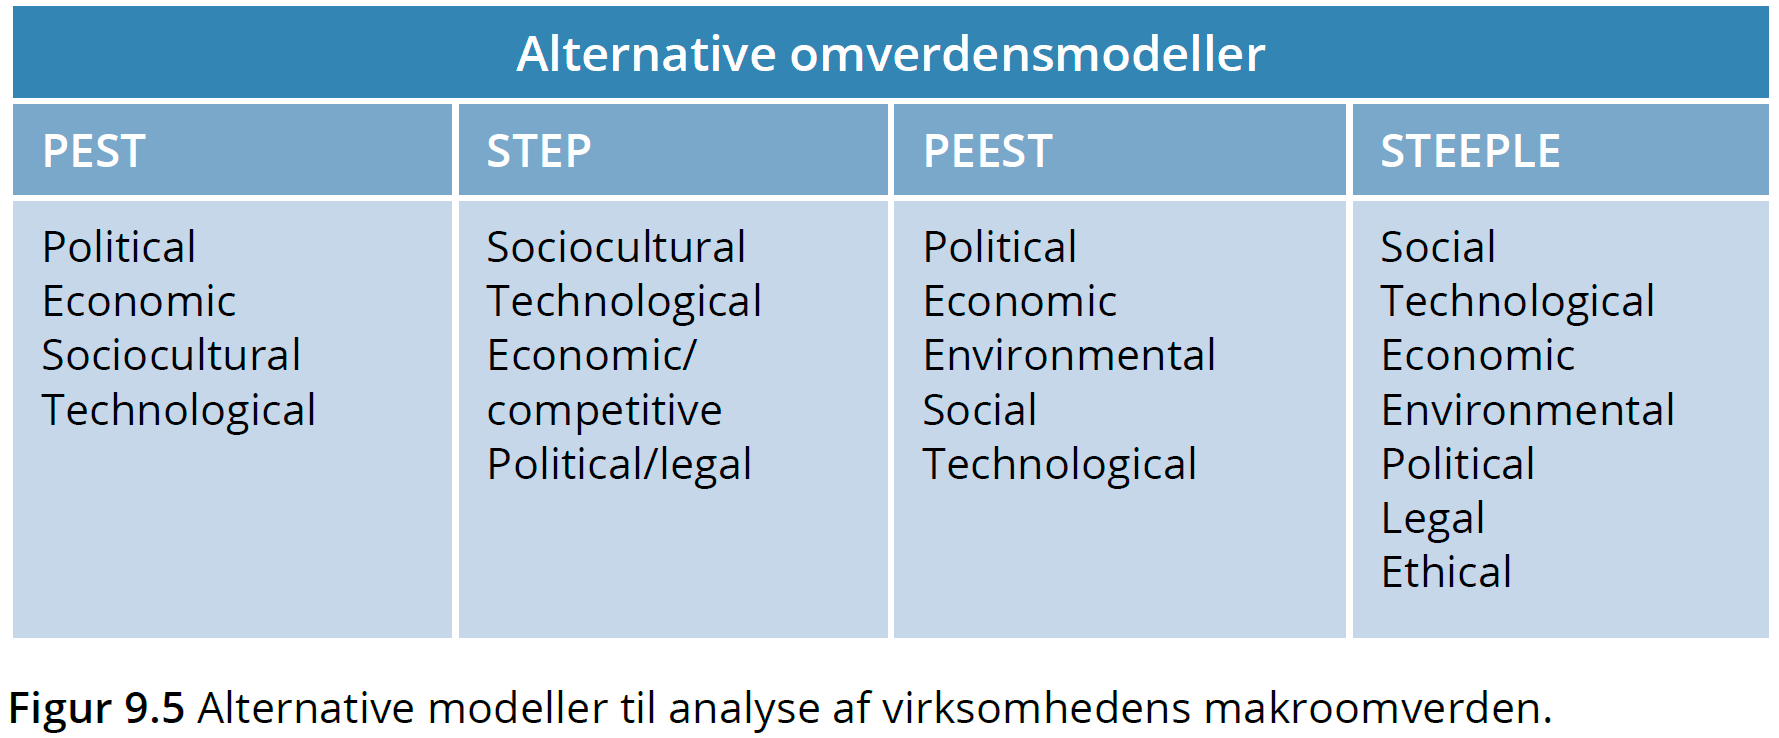 Alternative omverdensmodeller
PEST
STEP
PEEST
STEEPLE
Political
Economic
Sociocultural
Technological
Sociocultural
Technological
Economic/
competitive
Political/legal
Political
Economic
Environmental
Social
Technological
Social
Technological
Economic
Environmental
Political
Legal
Ethical
Figur 9.5 Alternative modeller til analyse af virksomhedens makroomverden.